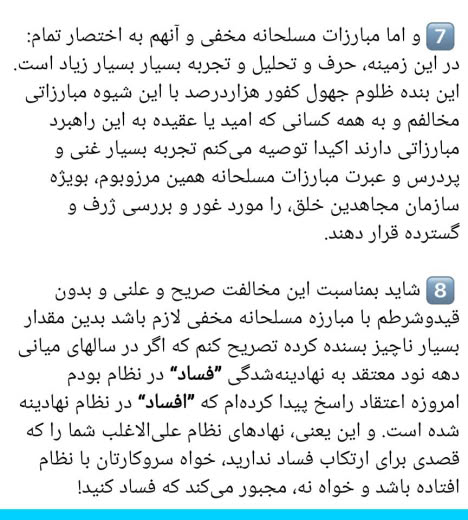 7 و اما مبارزات مسلحانه مخفی و آنهم به اختصار تمام:
در این زمینه، حرف و تحلیل و تجربه بسیار بسیار زیاد است.
این بنده ظلوم جهول کفور هزاردرصد با این شیوه مبارزاتی
مخالفم و به همه کسانی که امید یا عقیده به این راهبرد
مبارزاتی دارند اکیدا توصیه می‌کنم تجربه بسیار غنی و
پردرس و عبرت مبارزات مسلحانه همین مرزوبوم، بویژه
سازمان مجاهدین خلق، را مورد غور و بررسی ژرف و
گسترده قرار دهند.
8 شاید بمناسبت این مخالفت صریح و علنی و بدون
قیدوشرطم با مبارزه مسلحانه مخفی لازم باشد بدین مقدار
بسیار ناچیز بسنده کرده تصریح کنم که اگر در سالهای میانی
دهه نود معتقد به نهادینه‌شدگی ”فساد“ در نظام بودم
امروزه اعتقاد راسخ پیدا کرده‌ام که ”افساد“ در نظام نهادینه
شده است. و این یعنی، نهادهای نظام علی‌الاغلب شما را که
قصدی برای ارتکاب فساد ندارید، خواه سروکارتان با نظام
افتاده باشد و خواه نه، مجبور می‌کند که فساد کنید!